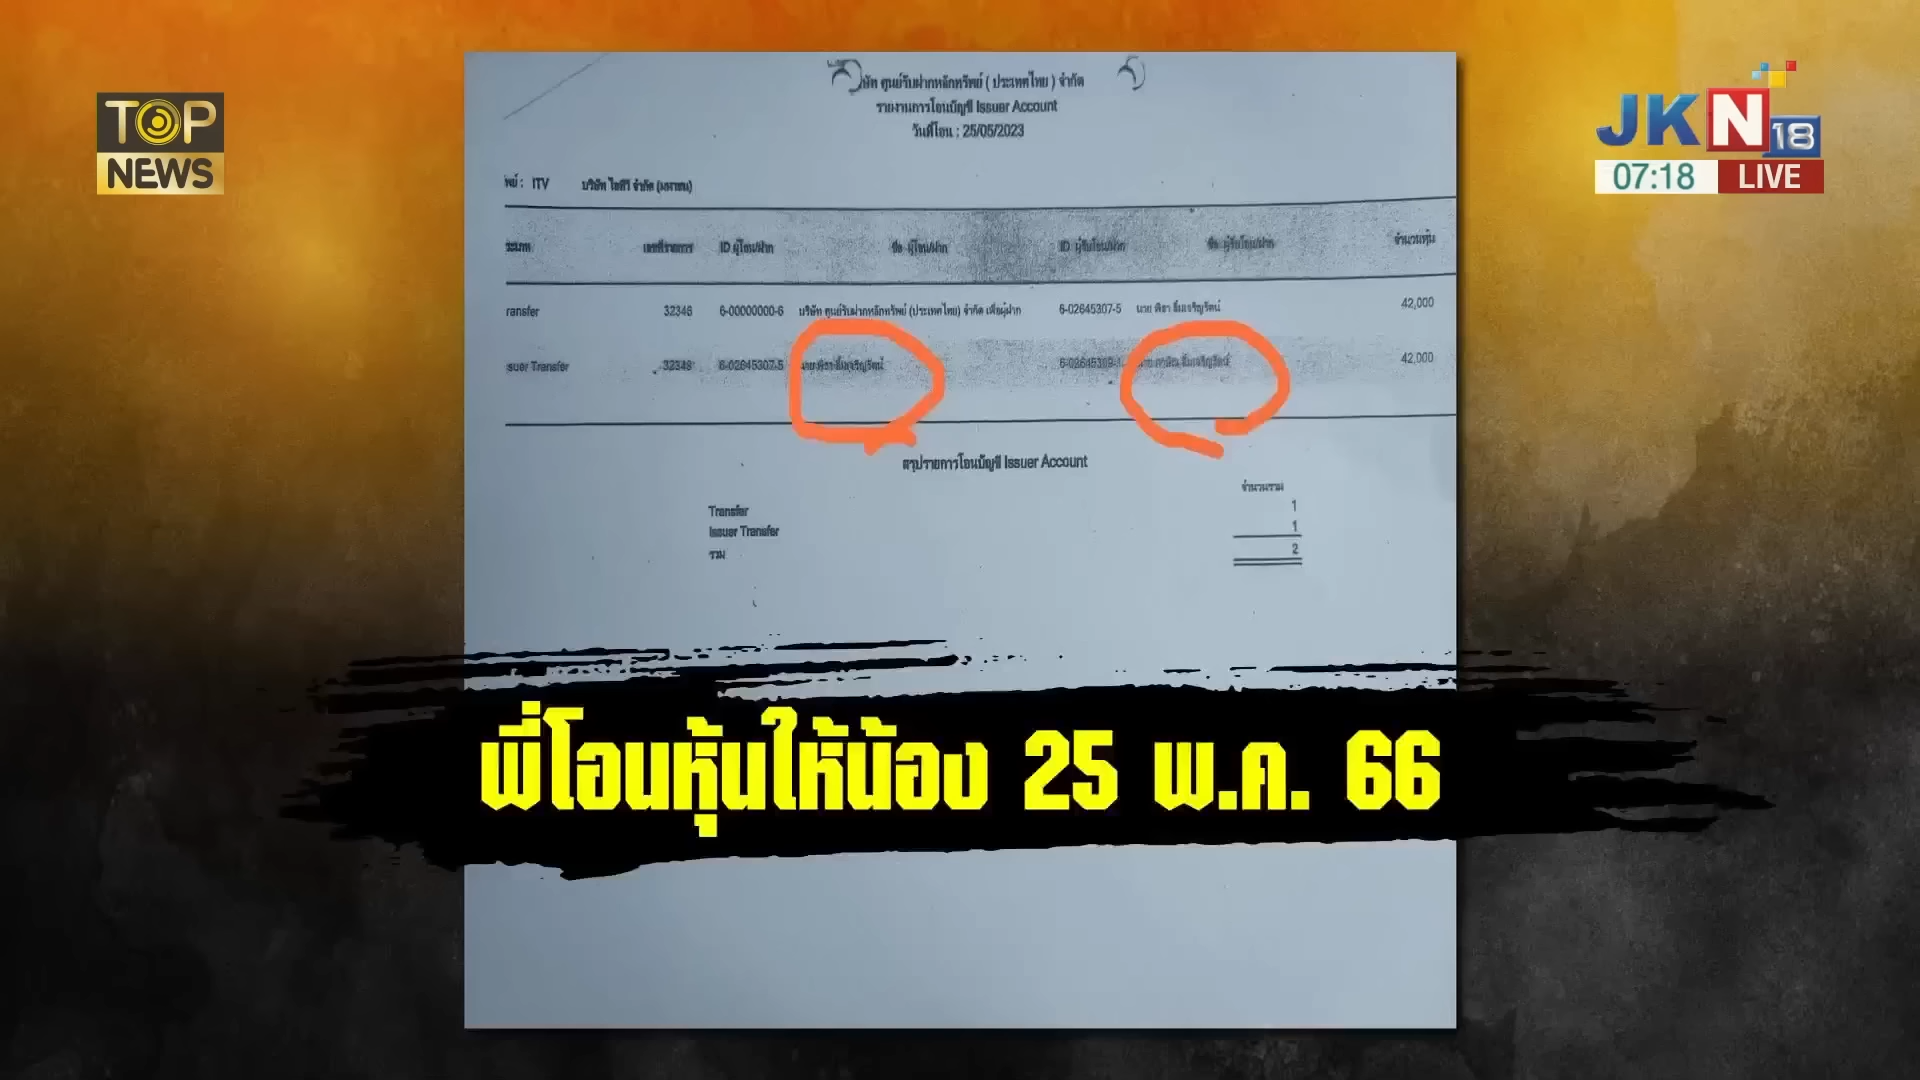 TOP
NEWS
JKN18
07:18 LIVE
ษัท ศูนย์รับฝากหลักทรัพย์ ( ประเทศไทย ) จำกัด
รายงานการโอนบัญชี Issuer Account
วันที่โอน : 25/05/2023
พย์ : ITV บริษัท ไอทีวี จำกัด (มหาชน)
ระเภท เลขที่รายการ ID ผู้โอน/ฝาก ชื่อ ผู้โอน/ฝาก ID ผู้รับโอน/ฝาก ชื่อ ผู้รับโอน/ฝาก จำนวนหุ้น
ransfer 32346 6-00000000-6 บริษัท ศูนย์รับฝากหลักทรัพย์ (ประเทศไทย) จำกัด เพื่อผู้ฝาก 6-02645307-5 นาย พิธา ลิ้มเจริญรัตน์ 42,000
suer Transfer 32348 6-02645307-5 นาย พิธา ลิ้มเจริญรัตน์ นาย ลิ้มเจริญรัตน์ 42,000
สรุปรายการโอนบัญชี Issuer Account
จำนวนรวม
Transfer 1
Issuer Transfer 1
รวม 2
พี่โอนหุ้นให้น้อง 25 พ.ค. 66